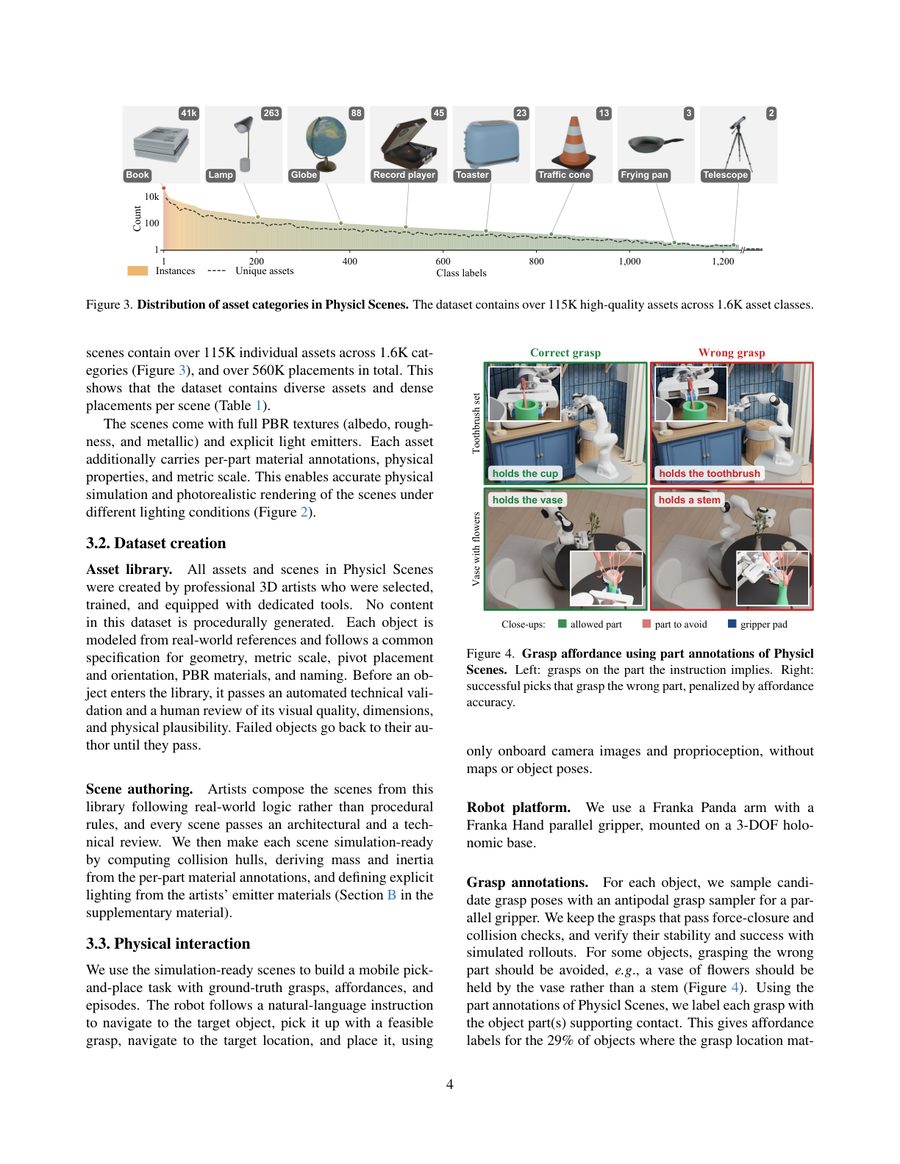 41k
263
88
45
23
13
3
2
Book
Lamp
Globe
Record player
Toaster
Traffic cone
Frying pan
Telescope
Count
10k
100
1
1
200
400
600
800
1,000
1,200
Instances
Unique assets
Class labels
Figure 3. Distribution of asset categories in Physicl Scenes. The dataset contains over 115K high-quality assets across 1.6K asset classes.
scenes contain over 115K individual assets across 1.6K cat-
egories (Figure 3), and over 560K placements in total. This
shows that the dataset contains diverse assets and dense
placements per scene (Table 1).
The scenes come with full PBR textures (albedo, rough-
ness, and metallic) and explicit light emitters. Each asset
additionally carries per-part material annotations, physical
properties, and metric scale. This enables accurate physical
simulation and photorealistic rendering of the scenes under
different lighting conditions (Figure 2).
3.2. Dataset creation
Asset library. All assets and scenes in Physicl Scenes
were created by professional 3D artists who were selected,
trained, and equipped with dedicated tools. No content
in this dataset is procedurally generated. Each object is
modeled from real-world references and follows a common
specification for geometry, metric scale, pivot placement
and orientation, PBR materials, and naming. Before an ob-
ject enters the library, it passes an automated technical vali-
dation and a human review of its visual quality, dimensions,
and physical plausibility. Failed objects go back to their au-
thor until they pass.
Scene authoring. Artists compose the scenes from this
library following real-world logic rather than procedural
rules, and every scene passes an architectural and a tech-
nical review. We then make each scene simulation-ready
by computing collision hulls, deriving mass and inertia
from the per-part material annotations, and defining explicit
lighting from the artists' emitter materials (Section B in the
supplementary material).
3.3. Physical interaction
We use the simulation-ready scenes to build a mobile pick-
and-place task with ground-truth grasps, affordances, and
episodes. The robot follows a natural-language instruction
to navigate to the target object, pick it up with a feasible
grasp, navigate to the target location, and place it, using
Correct grasp
Wrong grasp
Toothbrush set
holds the cup
holds the toothbrush
Vase with flowers
holds the vase
holds a stem
Close-ups:
allowed part
part to avoid
gripper pad
Figure 4. Grasp affordance using part annotations of Physicl
Scenes. Left: grasps on the part the instruction implies. Right:
successful picks that grasp the wrong part, penalized by affordance
accuracy.
only onboard camera images and proprioception, without
maps or object poses.
Robot platform. We use a Franka Panda arm with a
Franka Hand parallel gripper, mounted on a 3-DOF holo-
nomic base.
Grasp annotations. For each object, we sample candi-
date grasp poses with an antipodal grasp sampler for a par-
allel gripper. We keep the grasps that pass force-closure and
collision checks, and verify their stability and success with
simulated rollouts. For some objects, grasping the wrong
part should be avoided, e.g., a vase of flowers should be
held by the vase rather than a stem (Figure 4). Using the
part annotations of Physicl Scenes, we label each grasp with
the object part(s) supporting contact. This gives affordance
labels for the 29% of objects where the grasp location mat-
4